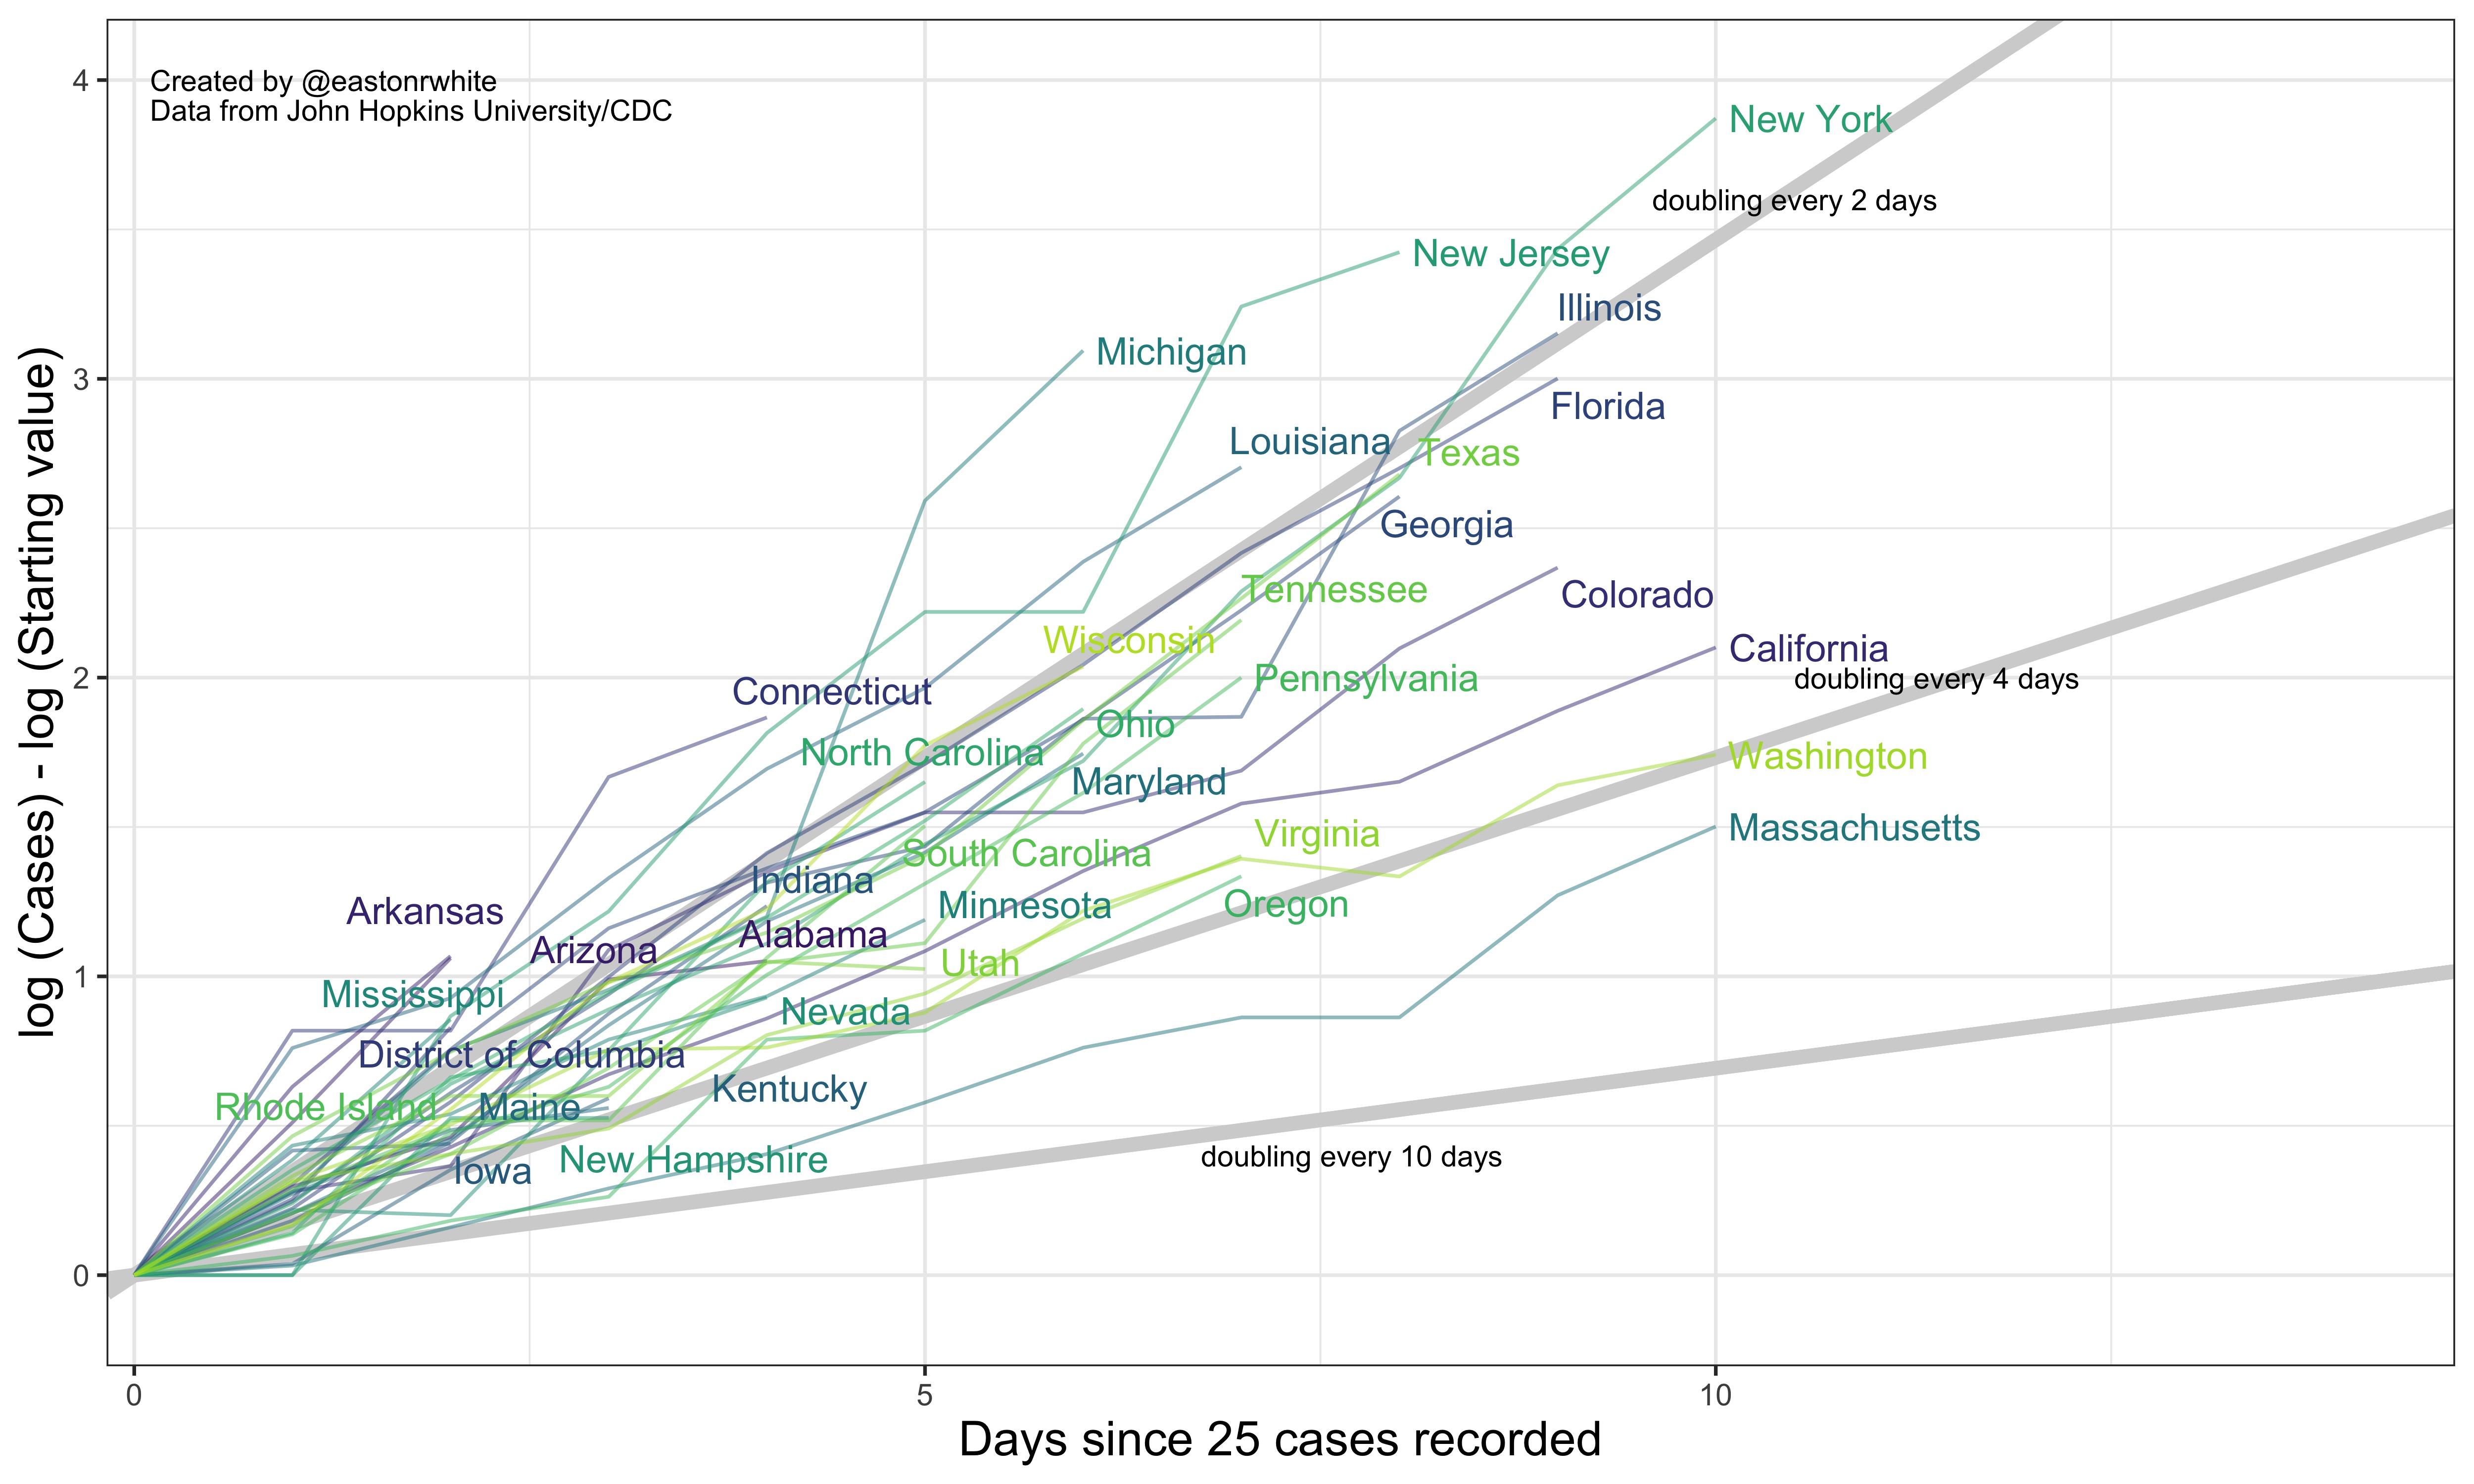 Created by @eastonrwhite
Data from John Hopkins University/CDC
New York
doubling every 2 days
New Jersey
Illinois
Michigan
Florida
Louisiana
Texas
Georgia
Tennessee
Colorado
Wisconsin
California
Pennsylvania
doubling every 4 days
Connecticut
Ohio
North Carolina
Washington
Maryland
Virginia
Massachusetts
South Carolina
Indiana
Arkansas
Minnesota
Oregon
Alabama
Arizona
Utah
Mississippi
Nevada
District of Columbia
Kentucky
Rhode Island
Maine
New Hampshire
Iowa
doubling every 10 days
4
3
2
1
0
log (Cases) - log (Starting value)
0
5
10
Days since 25 cases recorded